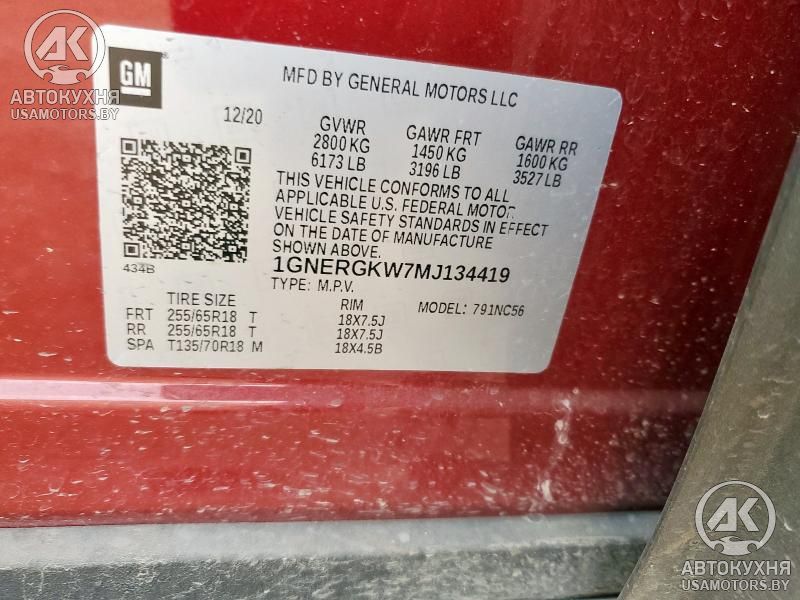 АК
АВТОКУХНЯ
USAMOTORS.BY
GM
MFD BY GENERAL MOTORS LLC
12/20
GVWR GAWR FRT GAWR RR
2800 KG 1450 KG 1600 KG
6173 LB 3196 LB 3527 LB
THIS VEHICLE CONFORMS TO ALL
APPLICABLE U.S. FEDERAL MOTOR
VEHICLE SAFETY STANDARDS IN EFFECT
ON THE DATE OF MANUFACTURE
SHOWN ABOVE.
434B
1GNERGKW7MJ134419
TYPE: M.P.V. MODEL: 791NC56
TIRE SIZE RIM
FRT 255/65R18 T 18X7.5J
RR 255/65R18 T 18X7.5J
SPA T135/70R18 M 18X4.5B
АК
АВТОКУХНЯ
USAMOTORS.BY